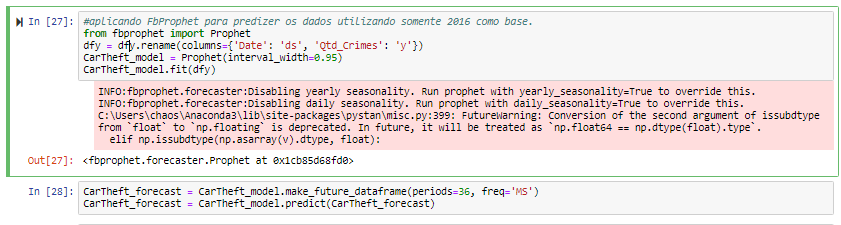 In [27]:
#aplicando FbProphet para predizer os dados utilizando somente 2016 como base.
from fbprophet import Prophet
dfy = dfy.rename(columns={'Date': 'ds', 'Qtd_Crimes': 'y'})
CarTheft_model = Prophet(interval_width=0.95)
CarTheft_model.fit(dfy)
INFO:fbprophet.forecaster:Disabling yearly seasonality. Run prophet with yearly_seasonality=True to override this.
INFO:fbprophet.forecaster:Disabling daily seasonality. Run prophet with daily_seasonality=True to override this.
C:\Users\chaos\Anaconda3\lib\site-packages\pystan\misc.py:399: FutureWarning: Conversion of the second argument of issubdtype
from `float` to `np.floating` is deprecated. In future, it will be treated as `np.float64 == np.dtype(float).type`.
  elif np.issubdtype(np.asarray(v).dtype, float):
Out[27]: <fbprophet.forecaster.Prophet at 0x1cb85d68fd0>
In [28]:
CarTheft_forecast = CarTheft_model.make_future_dataframe(periods=36, freq='MS')
CarTheft_forecast = CarTheft_model.predict(CarTheft_forecast)